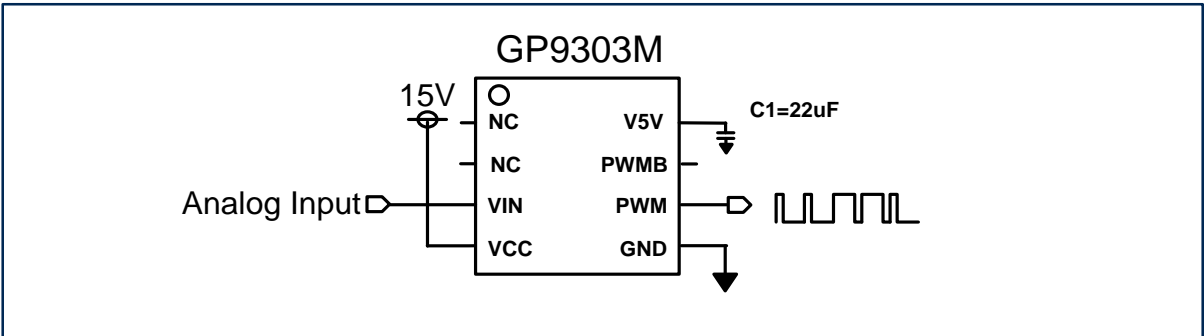 GP9303M
15V
NC V5V C1=22uF
NC PWMB
Analog Input VIN PWM
VCC GND